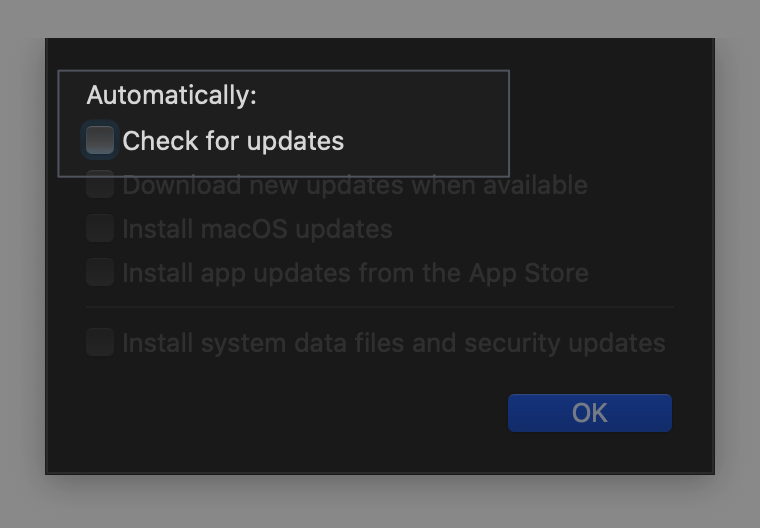 Automatically:
Check for updates
Download new updates when available
Install macOS updates
Install app updates from the App Store
Install system data files and security updates
OK